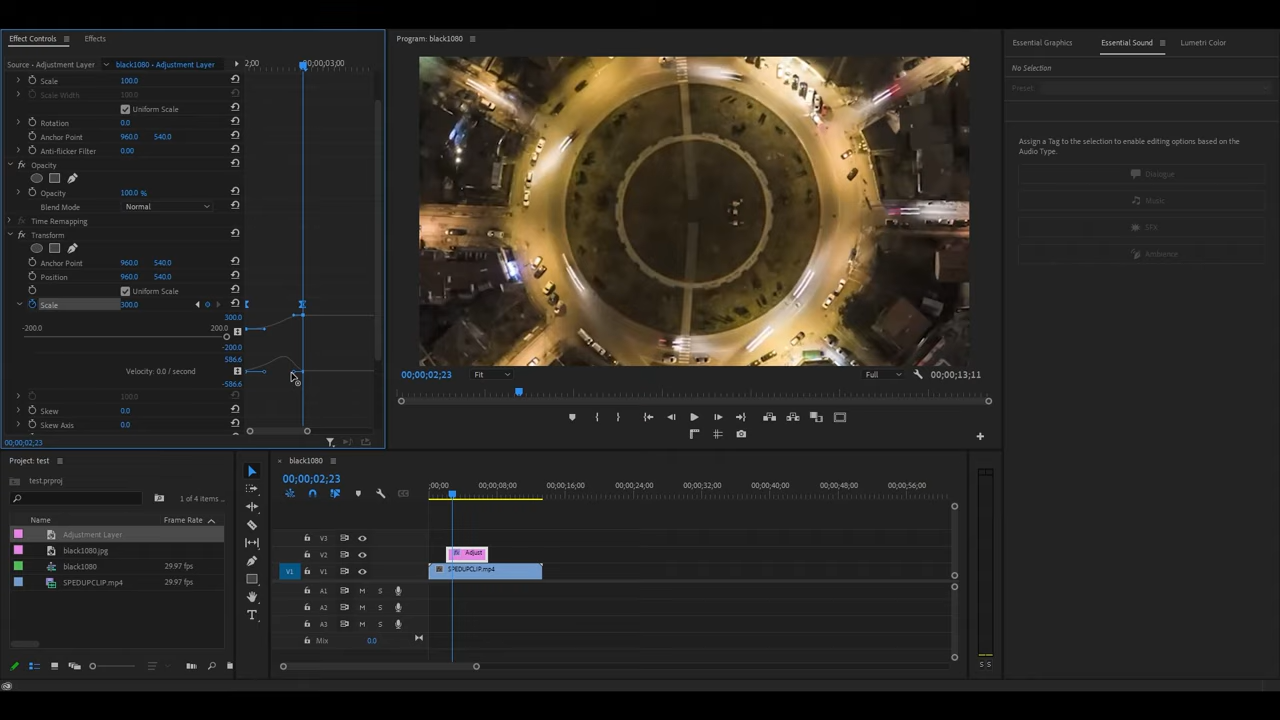 Effect Controls
Effects
Source · Adjustment Layer
black1080 · Adjustment Layer
2;00
00;00;03;00
Scale
100.0
Scale Width
100.0
Uniform Scale
Rotation
0.0
Anchor Point
960.0
540.0
Anti-flicker Filter
0.00
fx
Opacity
Opacity
100.0 %
Blend Mode
Normal
fx
Time Remapping
fx
Transform
Anchor Point
960.0
540.0
Position
960.0
540.0
Uniform Scale
Scale
300.0
300.0
-200.0
200.0
-200.0
586.6
Velocity: 0.0 / second
-586.6
100.0
Skew
0.0
Skew Axis
0.0
00;00;02;23
Program: black1080
00;00;02;23
Fit
Full
00;00;13;11
Essential Graphics
Essential Sound
Lumetri Color
No Selection
Preset:
Assign a Tag to the selection to enable editing options based on the
Audio Type.
Dialogue
Music
SFX
Ambience
Project: test
test.prproj
1 of 4 items ...
Name
Frame Rate
Adjustment Layer
black1080.jpg
black1080
29.97 fps
SPEDUPCLIP.mp4
29.97 fps
black1080
00;00;02;23
;00;00
00;00;08;00
00;00;16;00
00;00;24;00
00;00;32;00
00;00;40;00
00;00;48;00
00;00;56;00
V3
V2
fx
Adjust
V1
V1
SPEDUPCLIP.mp4
A1
M
S
A2
M
S
A3
M
S
Mix
0.0
S S